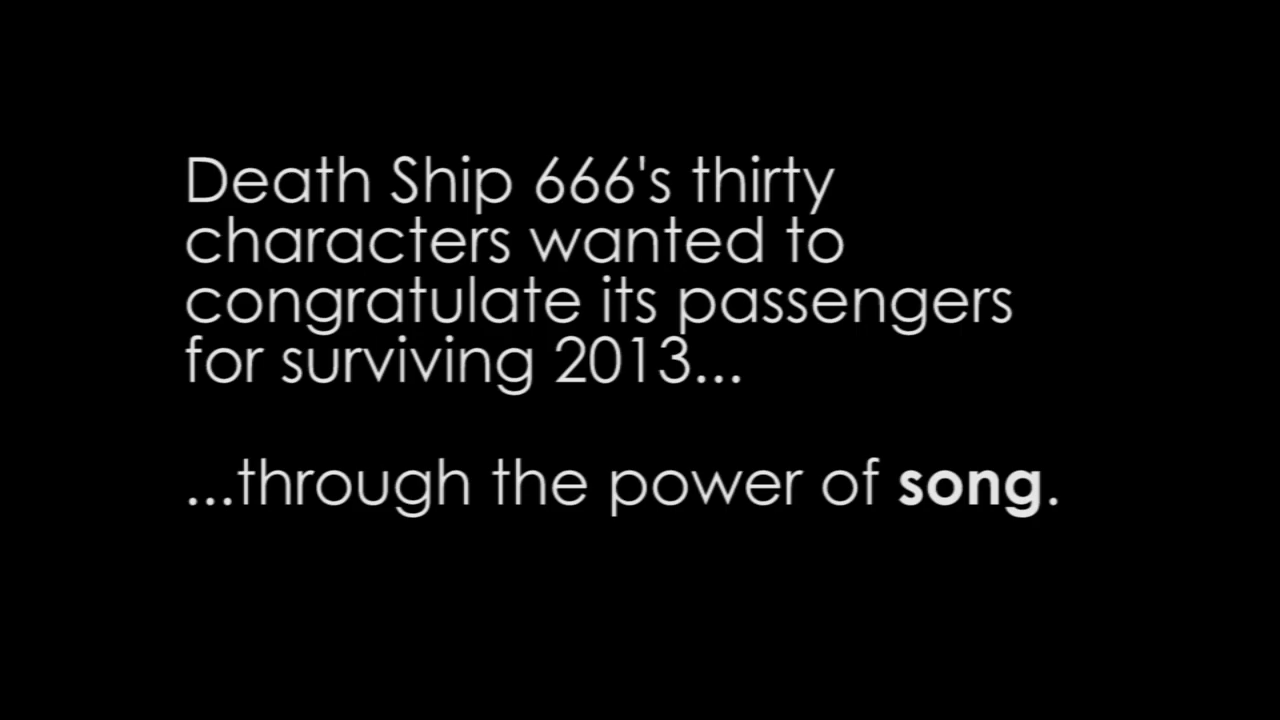 Death Ship 666's thirty
characters wanted to
congratulate its passengers
for surviving 2013...
...through the power of song.